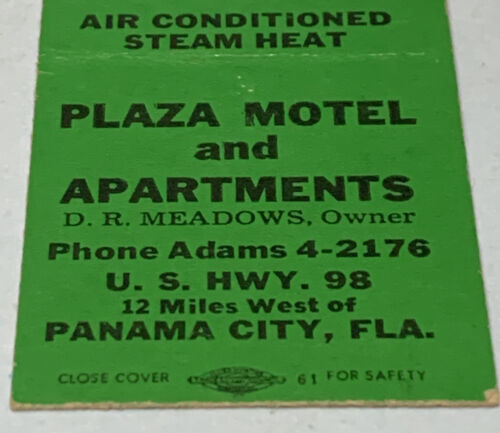 AIR CONDITIONED
STEAM HEAT
PLAZA MOTEL
and
APARTMENTS
D. R. MEADOWS, Owner
Phone Adams 4-2176
U. S. HWY. 98
12 Miles West of
PANAMA CITY, FLA.
CLOSE COVER 61 FOR SAFETY